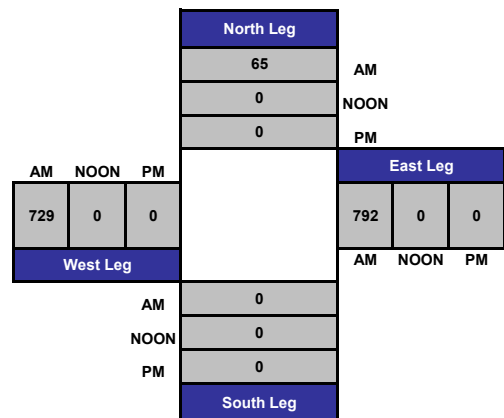 North Leg
65 AM
0 NOON
0 PM
AM NOON PM East Leg
729 0 0 792 0 0
West Leg AM NOON PM
AM 0
NOON 0
PM 0
South Leg